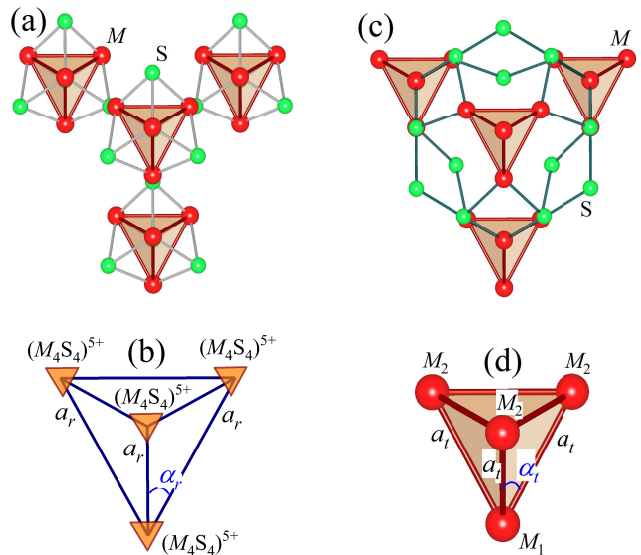 (a)
M
S
(c)
M
S
(b)
(M₄S₄)⁵⁺
(M₄S₄)⁵⁺
(M₄S₄)⁵⁺
aᵣ
aᵣ
aᵣ
αᵣ
(M₄S₄)⁵⁺
(d)
M₂
M₂
M₂
aₜ
aₜ
aₜ
αₜ
M₁